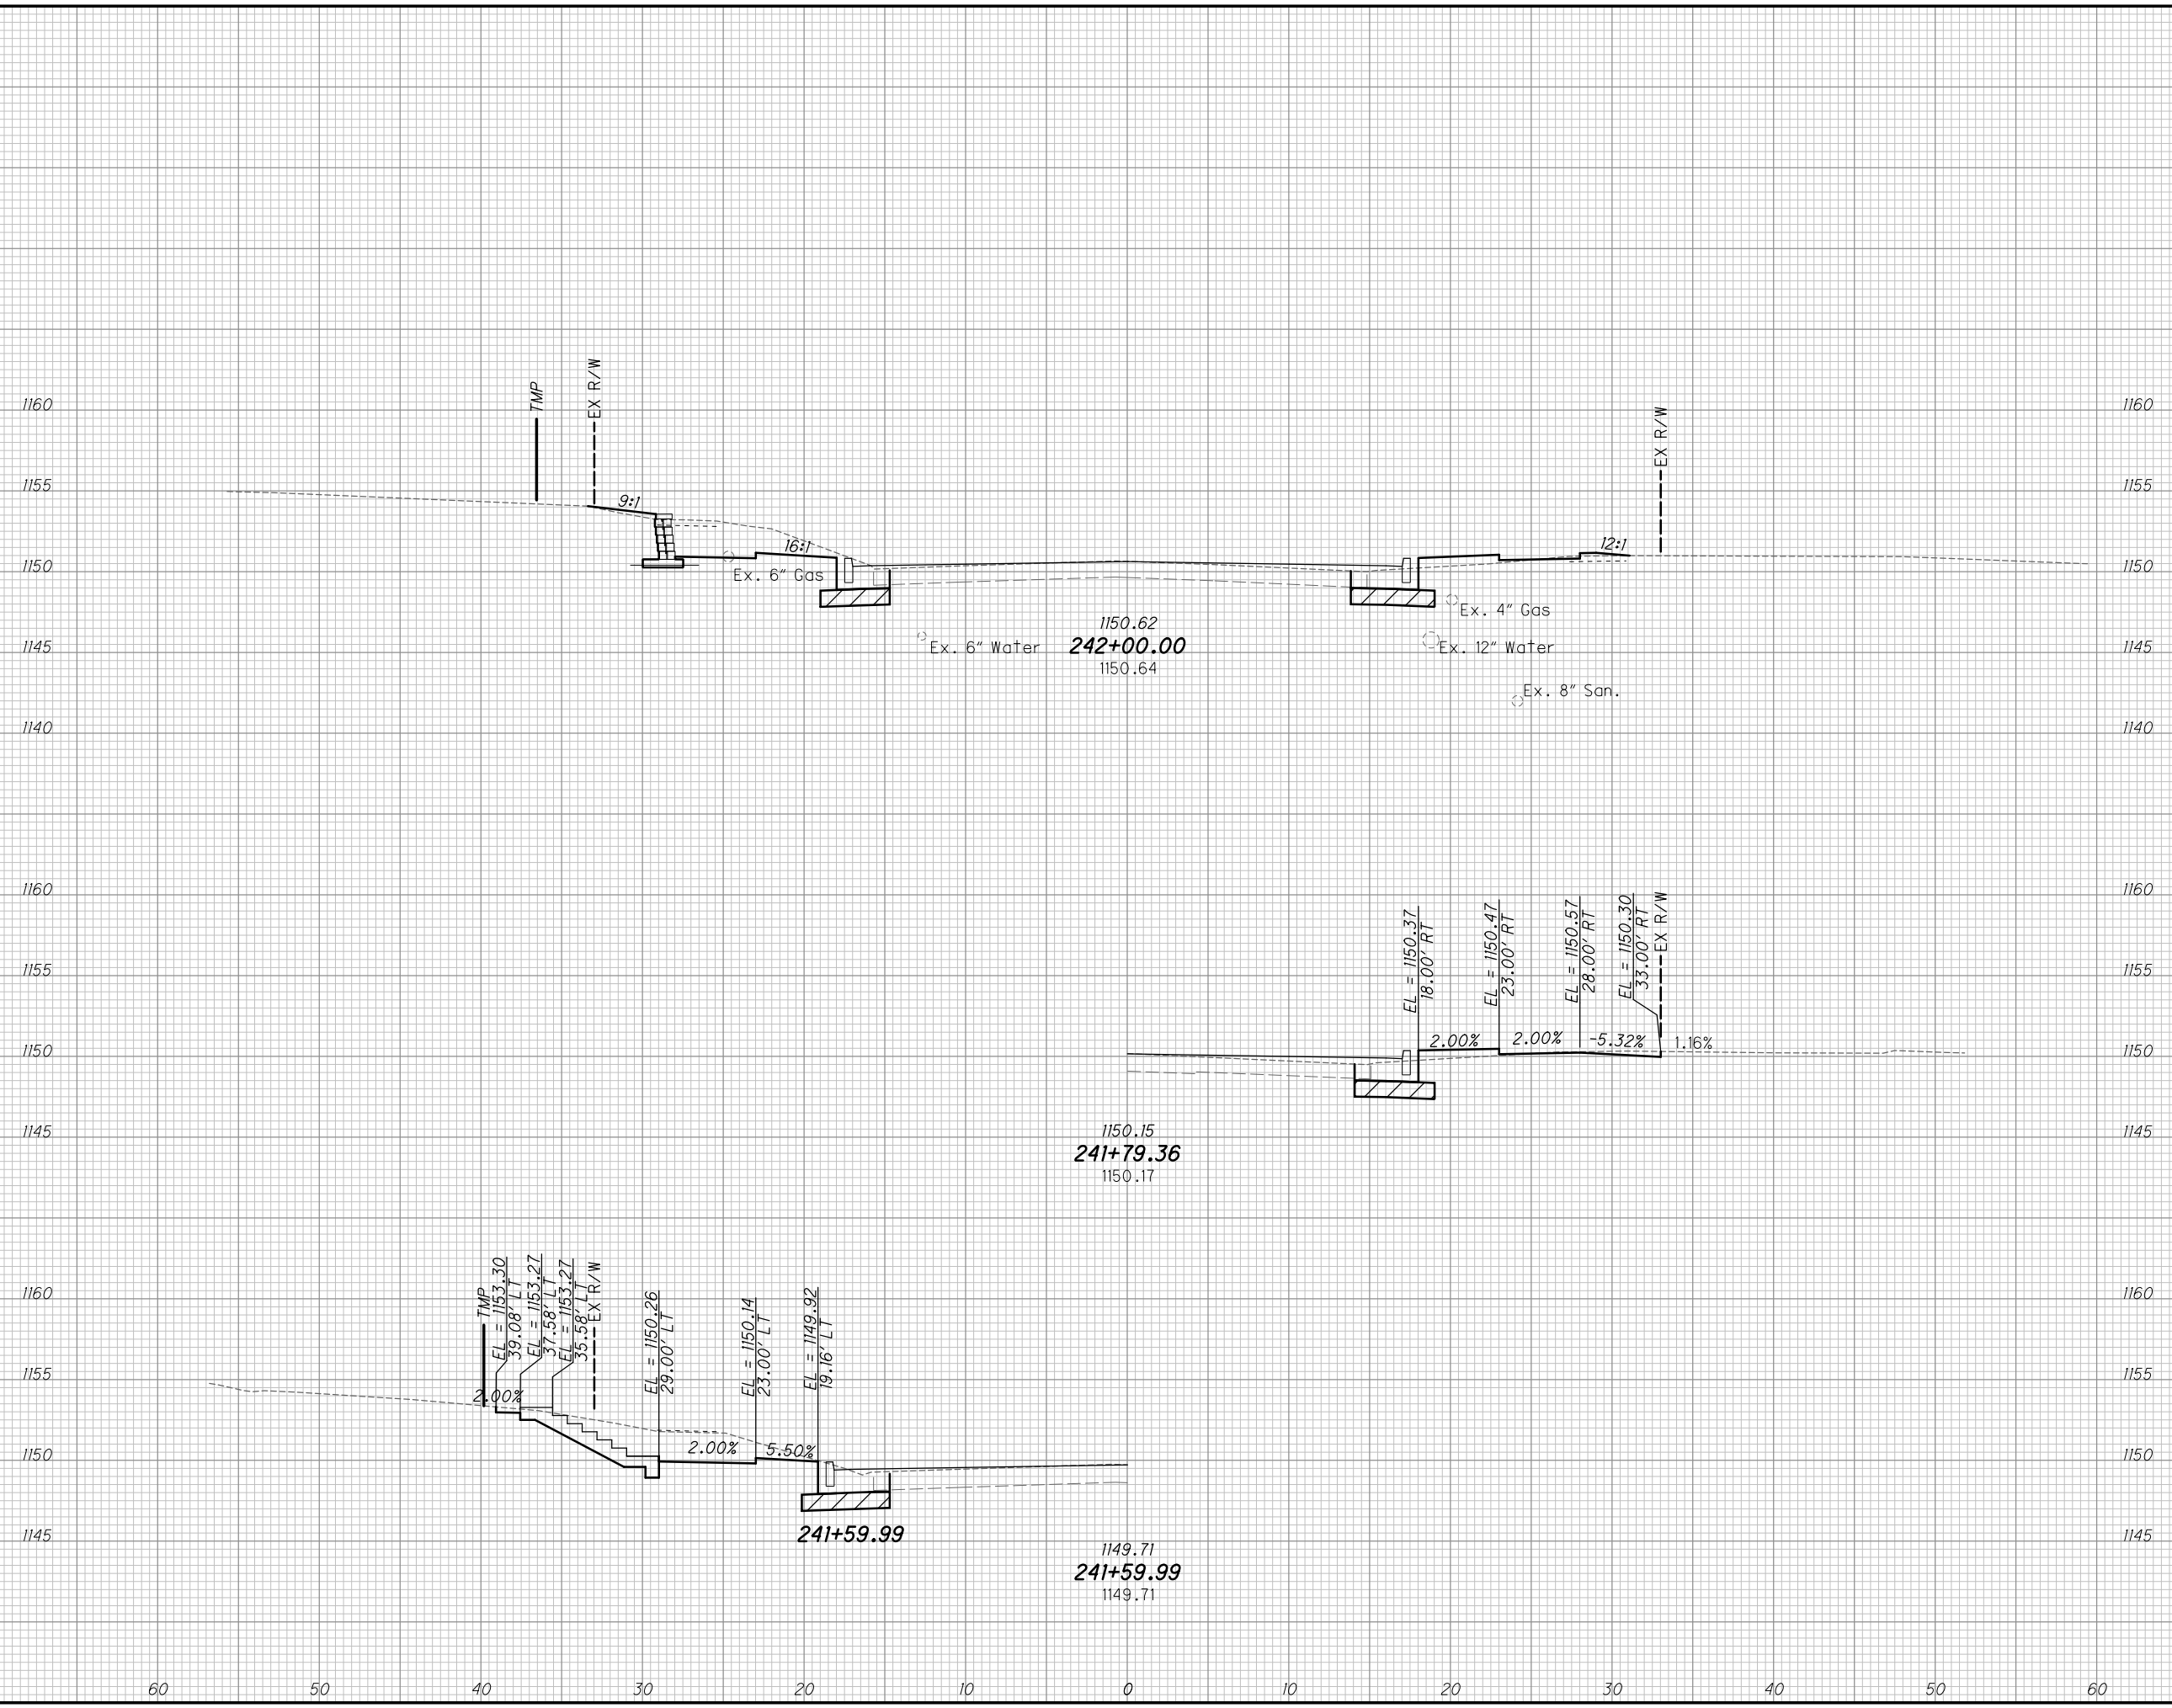 EX R/W
TMP
1160
EX R/W
1160
1155
9:1
1155
16:1
12:1
1150
Ex. 6" Gas
1150
Ex. 4" Gas
1150.62
1145
Ex. 6" Water
242+00.00
Ex. 12" Water
1145
1150.64
Ex. 8" San.
1140
1140
1160
1160
EL = 1150.37
18.00' RT
EL = 1150.47
23.00' RT
EL = 1150.57
28.00' RT
EL = 1150.30
33.00' RT
EX R/W
1155
1155
1150
2.00%
2.00%
-5.32%
1.16%
1150
1145
1150.15
1145
241+79.36
1150.17
1160
TMP
EL = 1153.30
39.08' LT
EL = 1153.27
37.58' LT
EL = 1153.27
35.58' LT
EX R/W
EL = 1150.26
29.00' LT
EL = 1150.14
23.00' LT
EL = 1149.92
19.16' LT
1160
1155
1155
2.00%
1150
2.00%
5.50%
1150
1145
241+59.99
1145
1149.71
241+59.99
1149.71
60
50
40
30
20
10
0
10
20
30
40
50
60